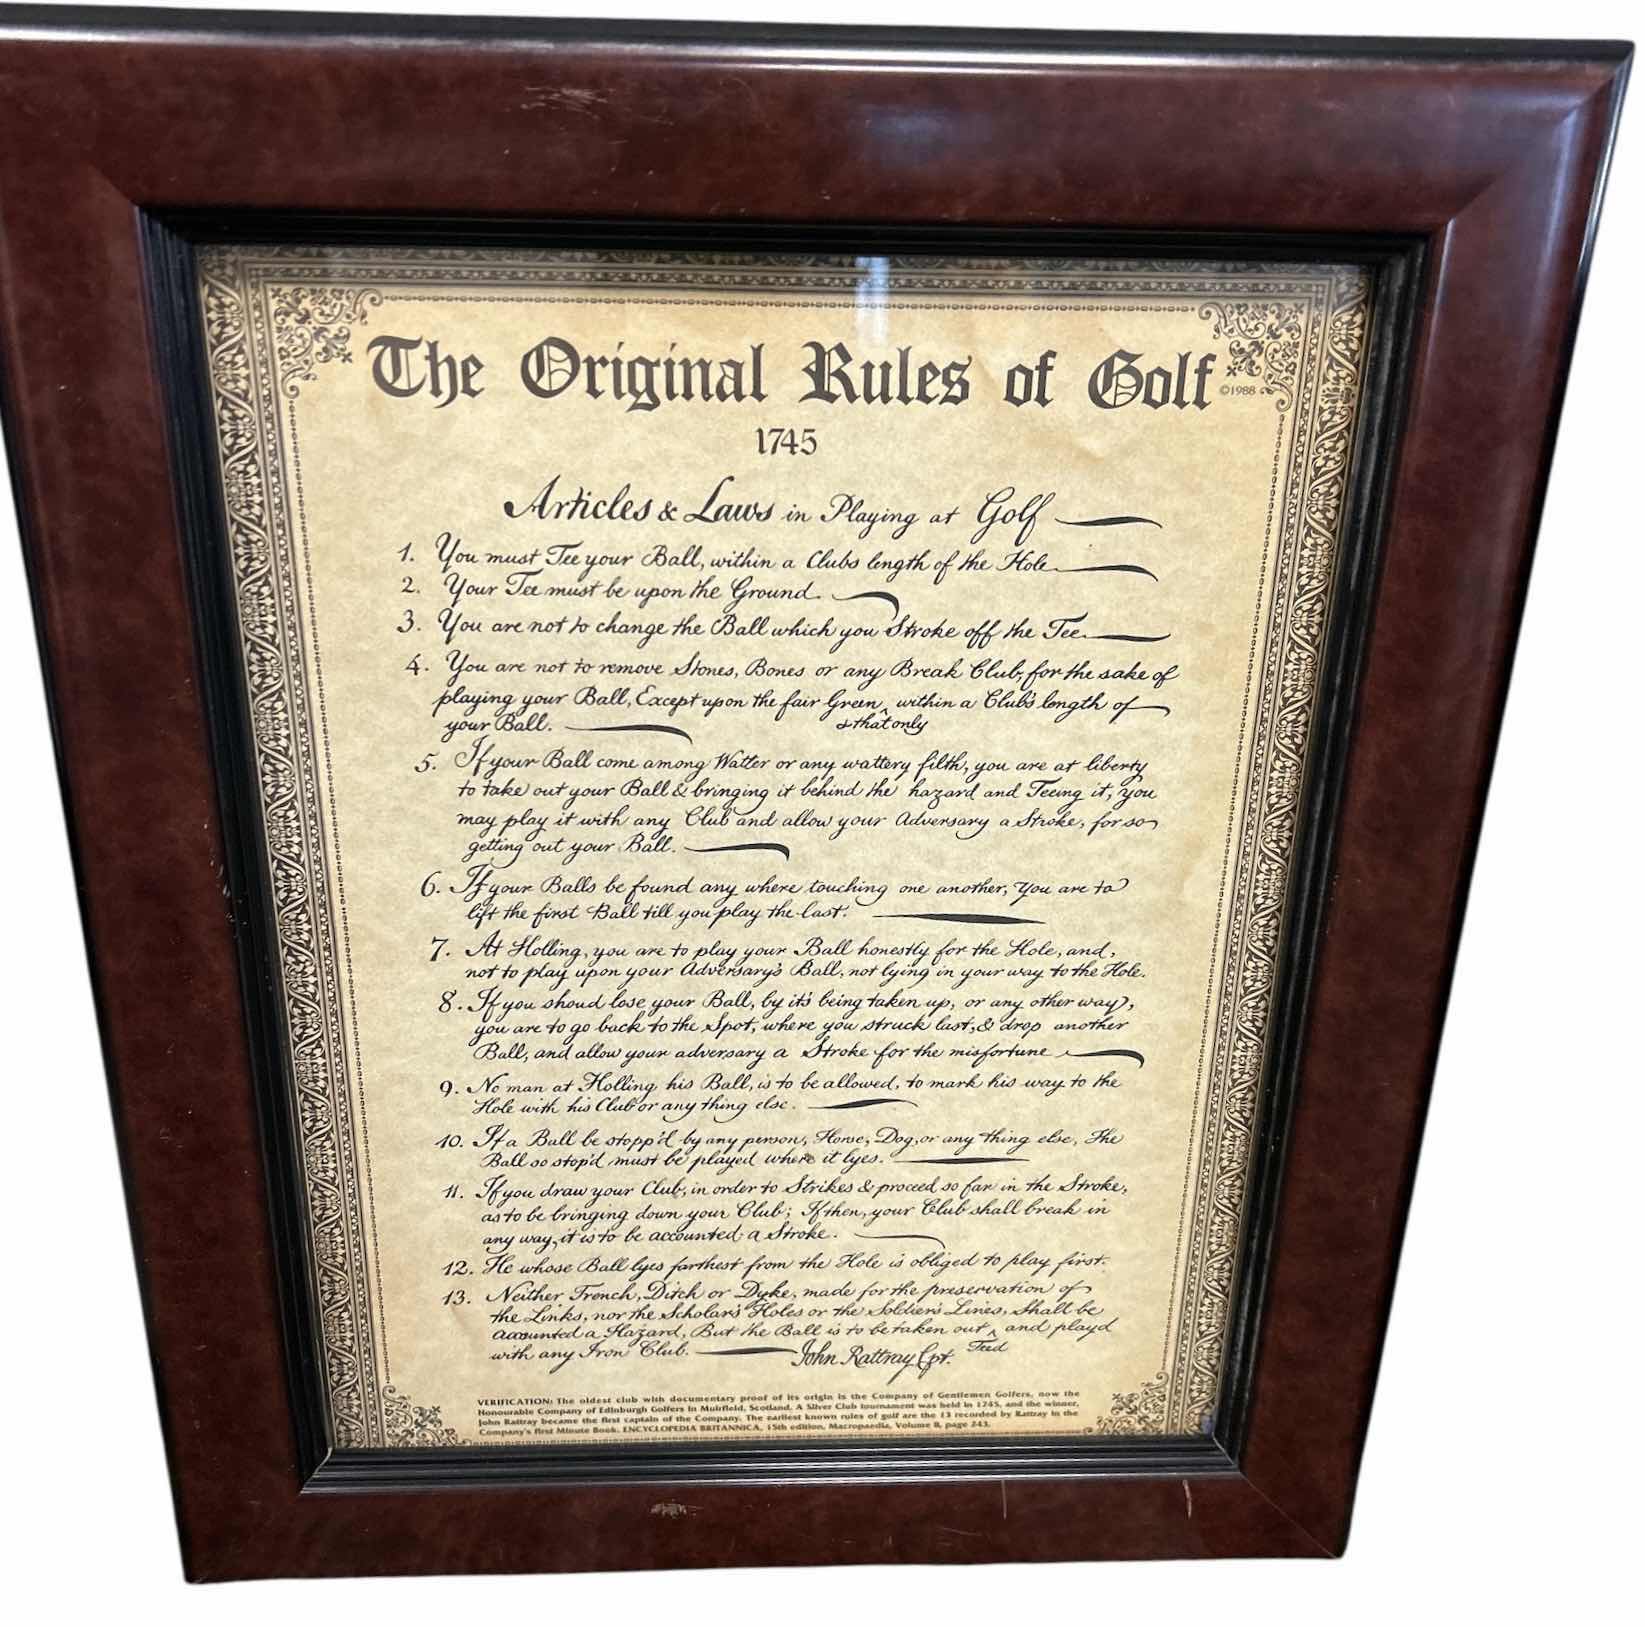 The Original Rules of Golf
©1988
1745
Articles & Laws in Playing at Golf
1. You must Tee your Ball, within a Clubs length of the Hole.
2. Your Tee must be upon the Ground.
3. You are not to change the Ball which you Stroke off the Tee.
4. You are not to remove Stones, Bones or any Break Club, for the sake of
playing your Ball, Except upon the fair Green ^ within a Club's length of
& that only
your Ball.
5. If your Ball come among Watter or any wattery filth, you are at liberty
to take out your Ball & bringing it behind the hazard and Teeing it, you
may play it with any Club and allow your Adversary a Stroke, for so
getting out your Ball.
6. If your Balls be found any where touching one another, You are to
lift the first Ball till you play the last.
7. At Holling, you are to play your Ball honestly for the Hole, and,
not to play upon your Adversary's Ball, not lying in your way to the Hole.
8. If you shoud lose your Ball, by it's being taken up, or any other way,
you are to go back to the Spot, where you struck last, & drop another
Ball, and allow your adversary a Stroke for the misfortune
9. No man at Holling his Ball, is to be allowed, to mark his way to the
Hole with his Club or any thing else.
10. If a Ball be stopp'd by any person, Horse, Dog, or any thing else, The
Ball so stop'd must be played where it lyes.
11. If you draw your Club, in order to Strikes & proceed so far in the Stroke,
as to be bringing down your Club; If then, your Club shall break in
any way, it is to be accounted a Stroke.
12. He whose Ball lyes farthest from the Hole is obliged to play first.
13. Neither Trench, Ditch or Dyke, made for the preservation of
the Links, nor the Scholar's Holes or the Soldier's Lines, Shall be
accounted a Hazard, But the Ball is to be taken out ^ and play'd
Teed
with any Iron Club. John Rattray Cpt.
VERIFICATION: The oldest club with documentary proof of its origin is the Company of Gentlemen Golfers, now the
Honourable Company of Edinburgh Golfers in Muirfield, Scotland. A Silver Club tournament was held in 1745, and the winner,
John Rattray became the first captain of the Company. The earliest known rules of golf are the 13 recorded by Rattray in the
Company's first Minute Book. ENCYCLOPEDIA BRITANNICA, 15th edition, Macropaedia, Volume 8, page 243.